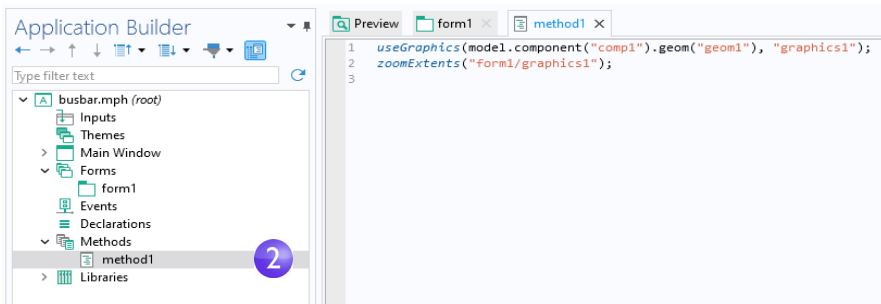 Application Builder
Type filter text
busbar.mph (root)
Inputs
Themes
Main Window
Forms
form1
Events
Declarations
Methods
method1
Libraries
2
Preview
form1
method1
1 useGraphics(model.component("comp1").geom("geom1"), "graphics1");
2 zoomExtents("form1/graphics1");
3